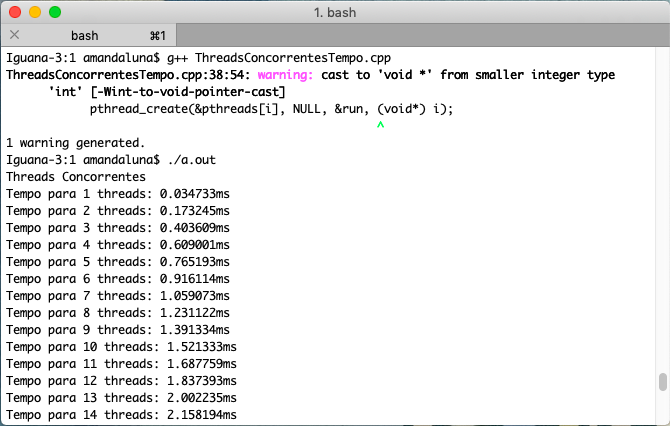 1. bash
× bash ⌘1
Iguana-3:1 amandaluna$ g++ ThreadsConcorrentesTempo.cpp
ThreadsConcorrentesTempo.cpp:38:54: warning: cast to 'void *' from smaller integer type
'int' [-Wint-to-void-pointer-cast]
pthread_create(&pthreads[i], NULL, &run, (void*) i);
^
1 warning generated.
Iguana-3:1 amandaluna$ ./a.out
Threads Concorrentes
Tempo para 1 threads: 0.034733ms
Tempo para 2 threads: 0.173245ms
Tempo para 3 threads: 0.403609ms
Tempo para 4 threads: 0.609001ms
Tempo para 5 threads: 0.765193ms
Tempo para 6 threads: 0.916114ms
Tempo para 7 threads: 1.059073ms
Tempo para 8 threads: 1.231122ms
Tempo para 9 threads: 1.391334ms
Tempo para 10 threads: 1.521333ms
Tempo para 11 threads: 1.687759ms
Tempo para 12 threads: 1.837393ms
Tempo para 13 threads: 2.002235ms
Tempo para 14 threads: 2.158194ms